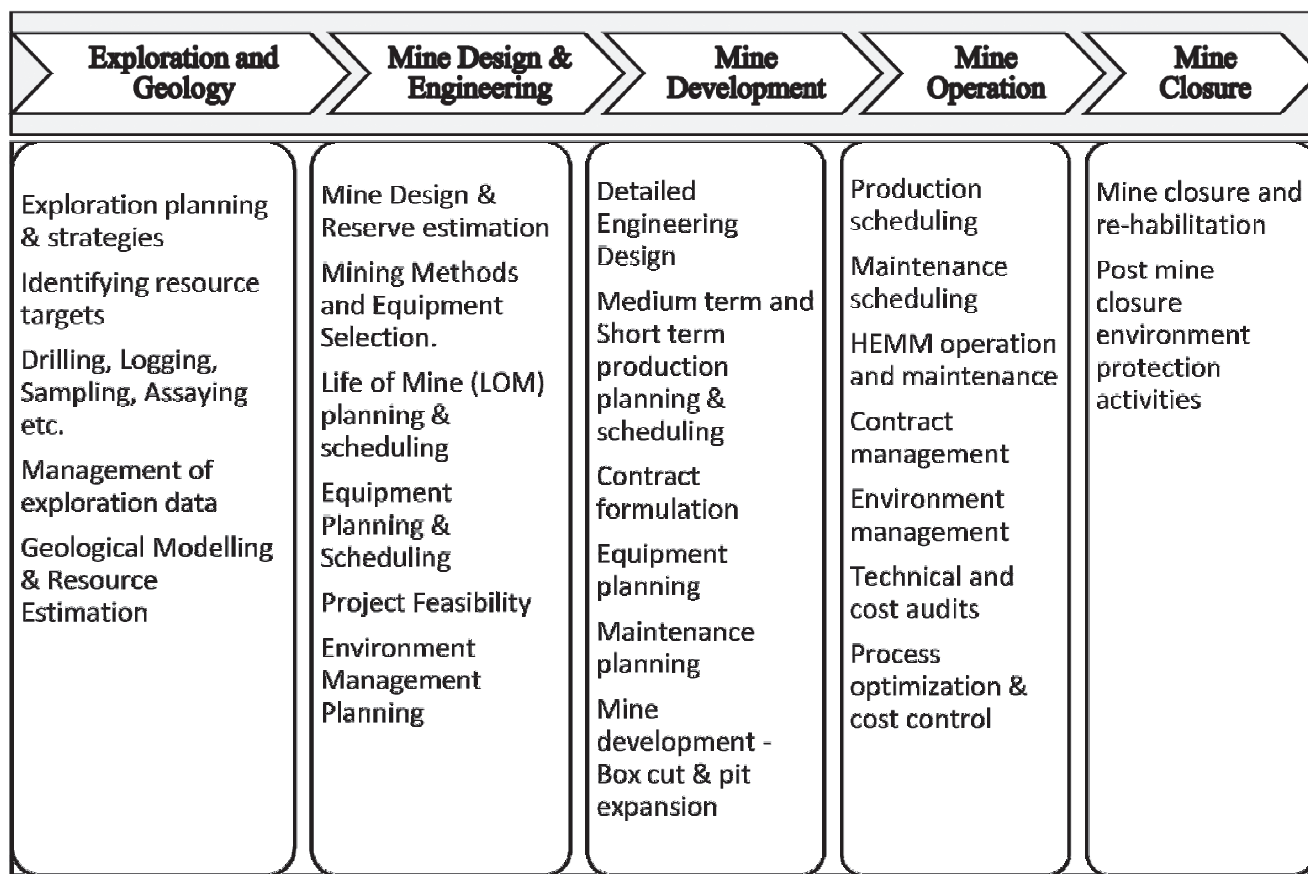 Exploration and
Geology
Mine Design &
Engineering
Mine
Development
Mine
Operation
Mine
Closure
Exploration planning
& strategies
Identifying resource
targets
Drilling, Logging,
Sampling, Assaying
etc.
Management of
exploration data
Geological Modelling
& Resource
Estimation
Mine Design &
Reserve estimation
Mining Methods
and Equipment
Selection.
Life of Mine (LOM)
planning &
scheduling
Equipment
Planning &
Scheduling
Project Feasibility
Environment
Management
Planning
Detailed
Engineering
Design
Medium term and
Short term
production
planning &
scheduling
Contract
formulation
Equipment
planning
Maintenance
planning
Mine
development -
Box cut & pit
expansion
Production
scheduling
Maintenance
scheduling
HEMM operation
and maintenance
Contract
management
Environment
management
Technical and
cost audits
Process
optimization &
cost control
Mine closure and
re-habilitation
Post mine
closure
environment
protection
activities